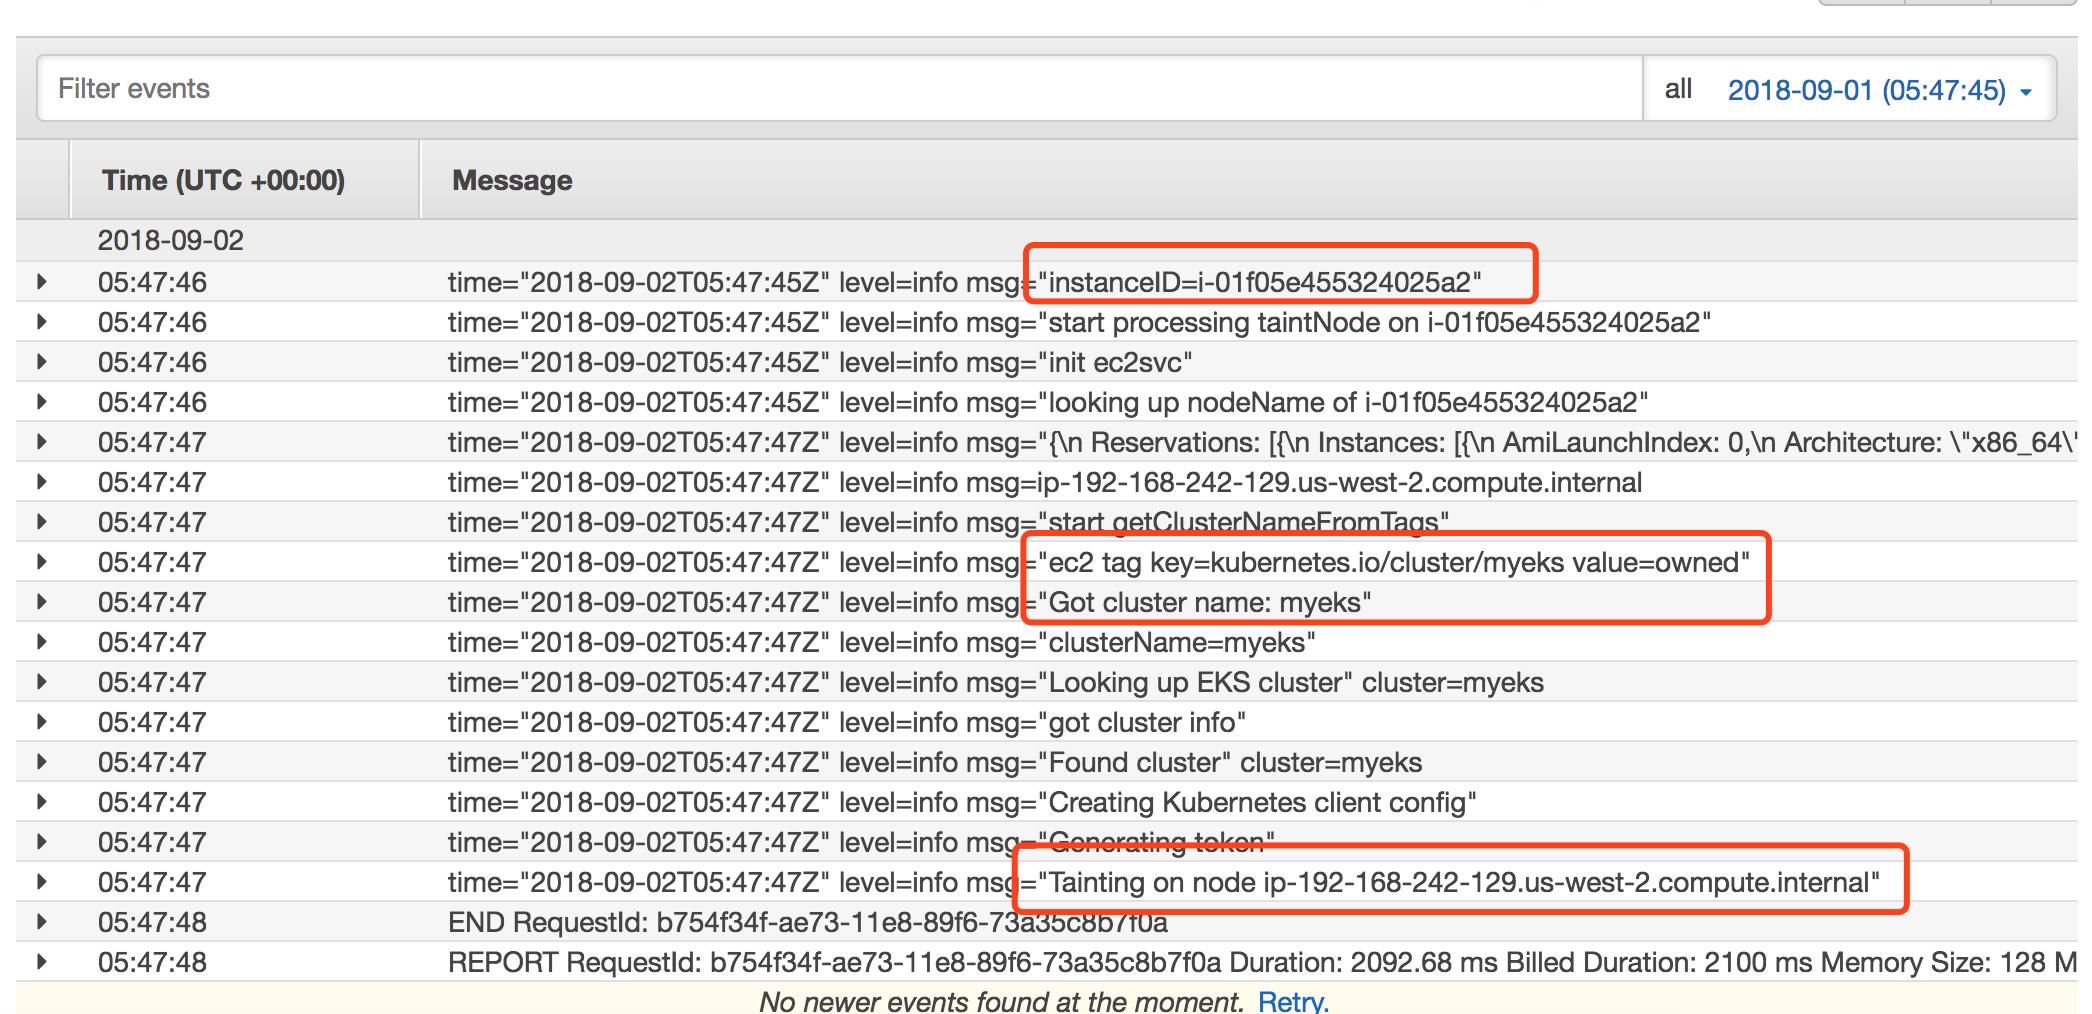 Filter events all 2018-09-01 (05:47:45)
Time (UTC +00:00) Message
2018-09-02
05:47:46 time="2018-09-02T05:47:45Z" level=info msg="instanceID=i-01f05e455324025a2"
05:47:46 time="2018-09-02T05:47:45Z" level=info msg="start processing taintNode on i-01f05e455324025a2"
05:47:46 time="2018-09-02T05:47:45Z" level=info msg="init ec2svc"
05:47:46 time="2018-09-02T05:47:45Z" level=info msg="looking up nodeName of i-01f05e455324025a2"
05:47:47 time="2018-09-02T05:47:47Z" level=info msg="{\n Reservations: [{\n Instances: [{\n AmiLaunchIndex: 0,\n Architecture: \"x86_64\"
05:47:47 time="2018-09-02T05:47:47Z" level=info msg=ip-192-168-242-129.us-west-2.compute.internal
05:47:47 time="2018-09-02T05:47:47Z" level=info msg="start getClusterNameFromTags"
05:47:47 time="2018-09-02T05:47:47Z" level=info msg="ec2 tag key=kubernetes.io/cluster/myeks value=owned"
05:47:47 time="2018-09-02T05:47:47Z" level=info msg="Got cluster name: myeks"
05:47:47 time="2018-09-02T05:47:47Z" level=info msg="clusterName=myeks"
05:47:47 time="2018-09-02T05:47:47Z" level=info msg="Looking up EKS cluster" cluster=myeks
05:47:47 time="2018-09-02T05:47:47Z" level=info msg="got cluster info"
05:47:47 time="2018-09-02T05:47:47Z" level=info msg="Found cluster" cluster=myeks
05:47:47 time="2018-09-02T05:47:47Z" level=info msg="Creating Kubernetes client config"
05:47:47 time="2018-09-02T05:47:47Z" level=info msg="Generating token"
05:47:47 time="2018-09-02T05:47:47Z" level=info msg="Tainting on node ip-192-168-242-129.us-west-2.compute.internal"
05:47:48 END RequestId: b754f34f-ae73-11e8-89f6-73a35c8b7f0a
05:47:48 REPORT RequestId: b754f34f-ae73-11e8-89f6-73a35c8b7f0a Duration: 2092.68 ms Billed Duration: 2100 ms Memory Size: 128 M
No newer events found at the moment. Retry.